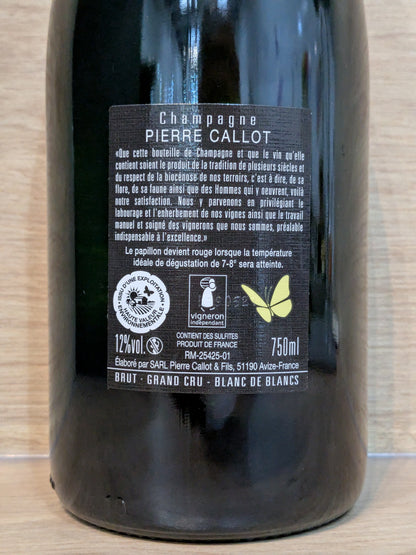 Champagne
PIERRE CALLOT
«Que cette bouteille de Champagne et que le vin qu'elle
contient soient le produit de la tradition de plusieurs siècles et
du respect de la biocénose de nos terroirs, c'est à dire, de sa
flore, de sa faune ainsi que des Hommes qui y œuvrent, voilà
notre satisfaction. Nous y parvenons en privilégiant le
labourage et l'enherbement de nos vignes ainsi que le travail
manuel et soigné des vignerons que nous sommes, préalable
indispensable à l'excellence.»
Le papillon devient rouge lorsque la température
idéale de dégustation de 7-8° sera atteinte.
ISSU D'UNE EXPLOITATION
HAUTE VALEUR
ENVIRONNEMENTALE
vigneron
indépendant
CONTIENT DES SULFITES
12%vol.
PRODUIT DE FRANCE
750ml
RM-25425-01
Élaboré par SARL Pierre Callot & Fils, 51190 Avize-France
BRUT - GRAND CRU - BLANC DE BLANCS